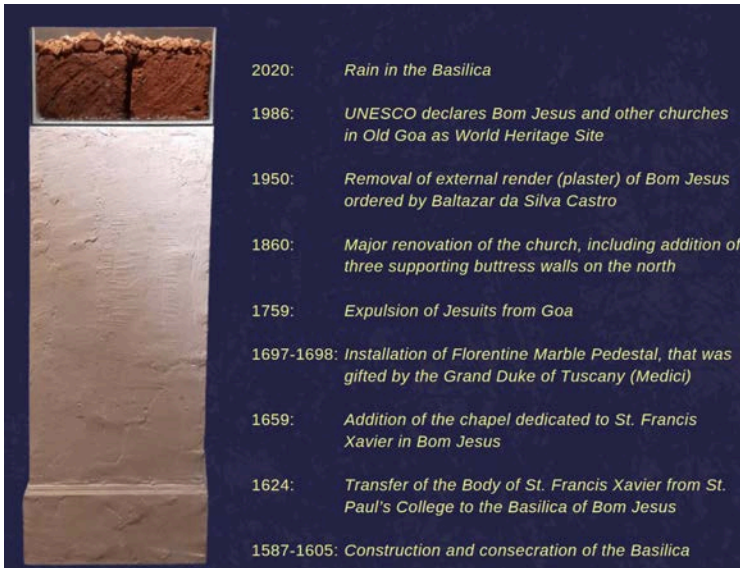 2020: Rain in the Basilica
1986: UNESCO declares Bom Jesus and other churches
in Old Goa as World Heritage Site
1950: Removal of external render (plaster) of Bom Jesus
ordered by Baltazar da Silva Castro
1860: Major renovation of the church, including addition of
three supporting buttress walls on the north
1759: Expulsion of Jesuits from Goa
1697-1698: Installation of Florentine Marble Pedestal, that was
gifted by the Grand Duke of Tuscany (Medici)
1659: Addition of the chapel dedicated to St. Francis
Xavier in Bom Jesus
1624: Transfer of the Body of St. Francis Xavier from St.
Paul's College to the Basilica of Bom Jesus
1587-1605: Construction and consecration of the Basilica